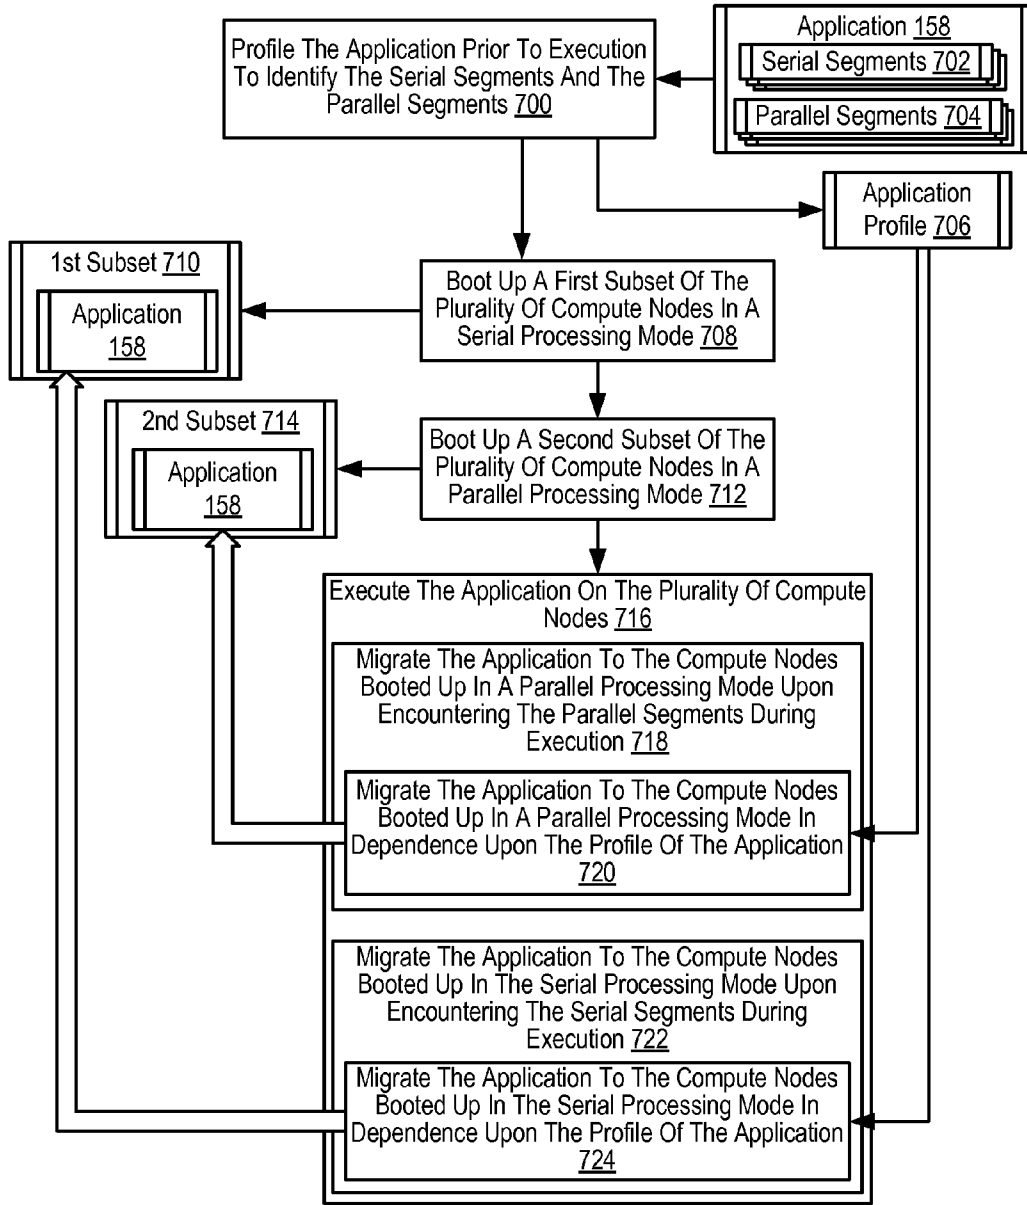 Profile The Application Prior To Execution
To Identify The Serial Segments And The
Parallel Segments 700
Application 158
Serial Segments 702
Parallel Segments 704
Application
Profile 706
1st Subset 710
Application
158
Boot Up A First Subset Of The
Plurality Of Compute Nodes In A
Serial Processing Mode 708
2nd Subset 714
Application
158
Boot Up A Second Subset Of The
Plurality Of Compute Nodes In A
Parallel Processing Mode 712
Execute The Application On The Plurality Of Compute
Nodes 716
Migrate The Application To The Compute Nodes
Booted Up In A Parallel Processing Mode Upon
Encountering The Parallel Segments During
Execution 718
Migrate The Application To The Compute Nodes
Booted Up In A Parallel Processing Mode In
Dependence Upon The Profile Of The Application
720
Migrate The Application To The Compute Nodes
Booted Up In The Serial Processing Mode Upon
Encountering The Serial Segments During
Execution 722
Migrate The Application To The Compute Nodes
Booted Up In The Serial Processing Mode In
Dependence Upon The Profile Of The Application
724